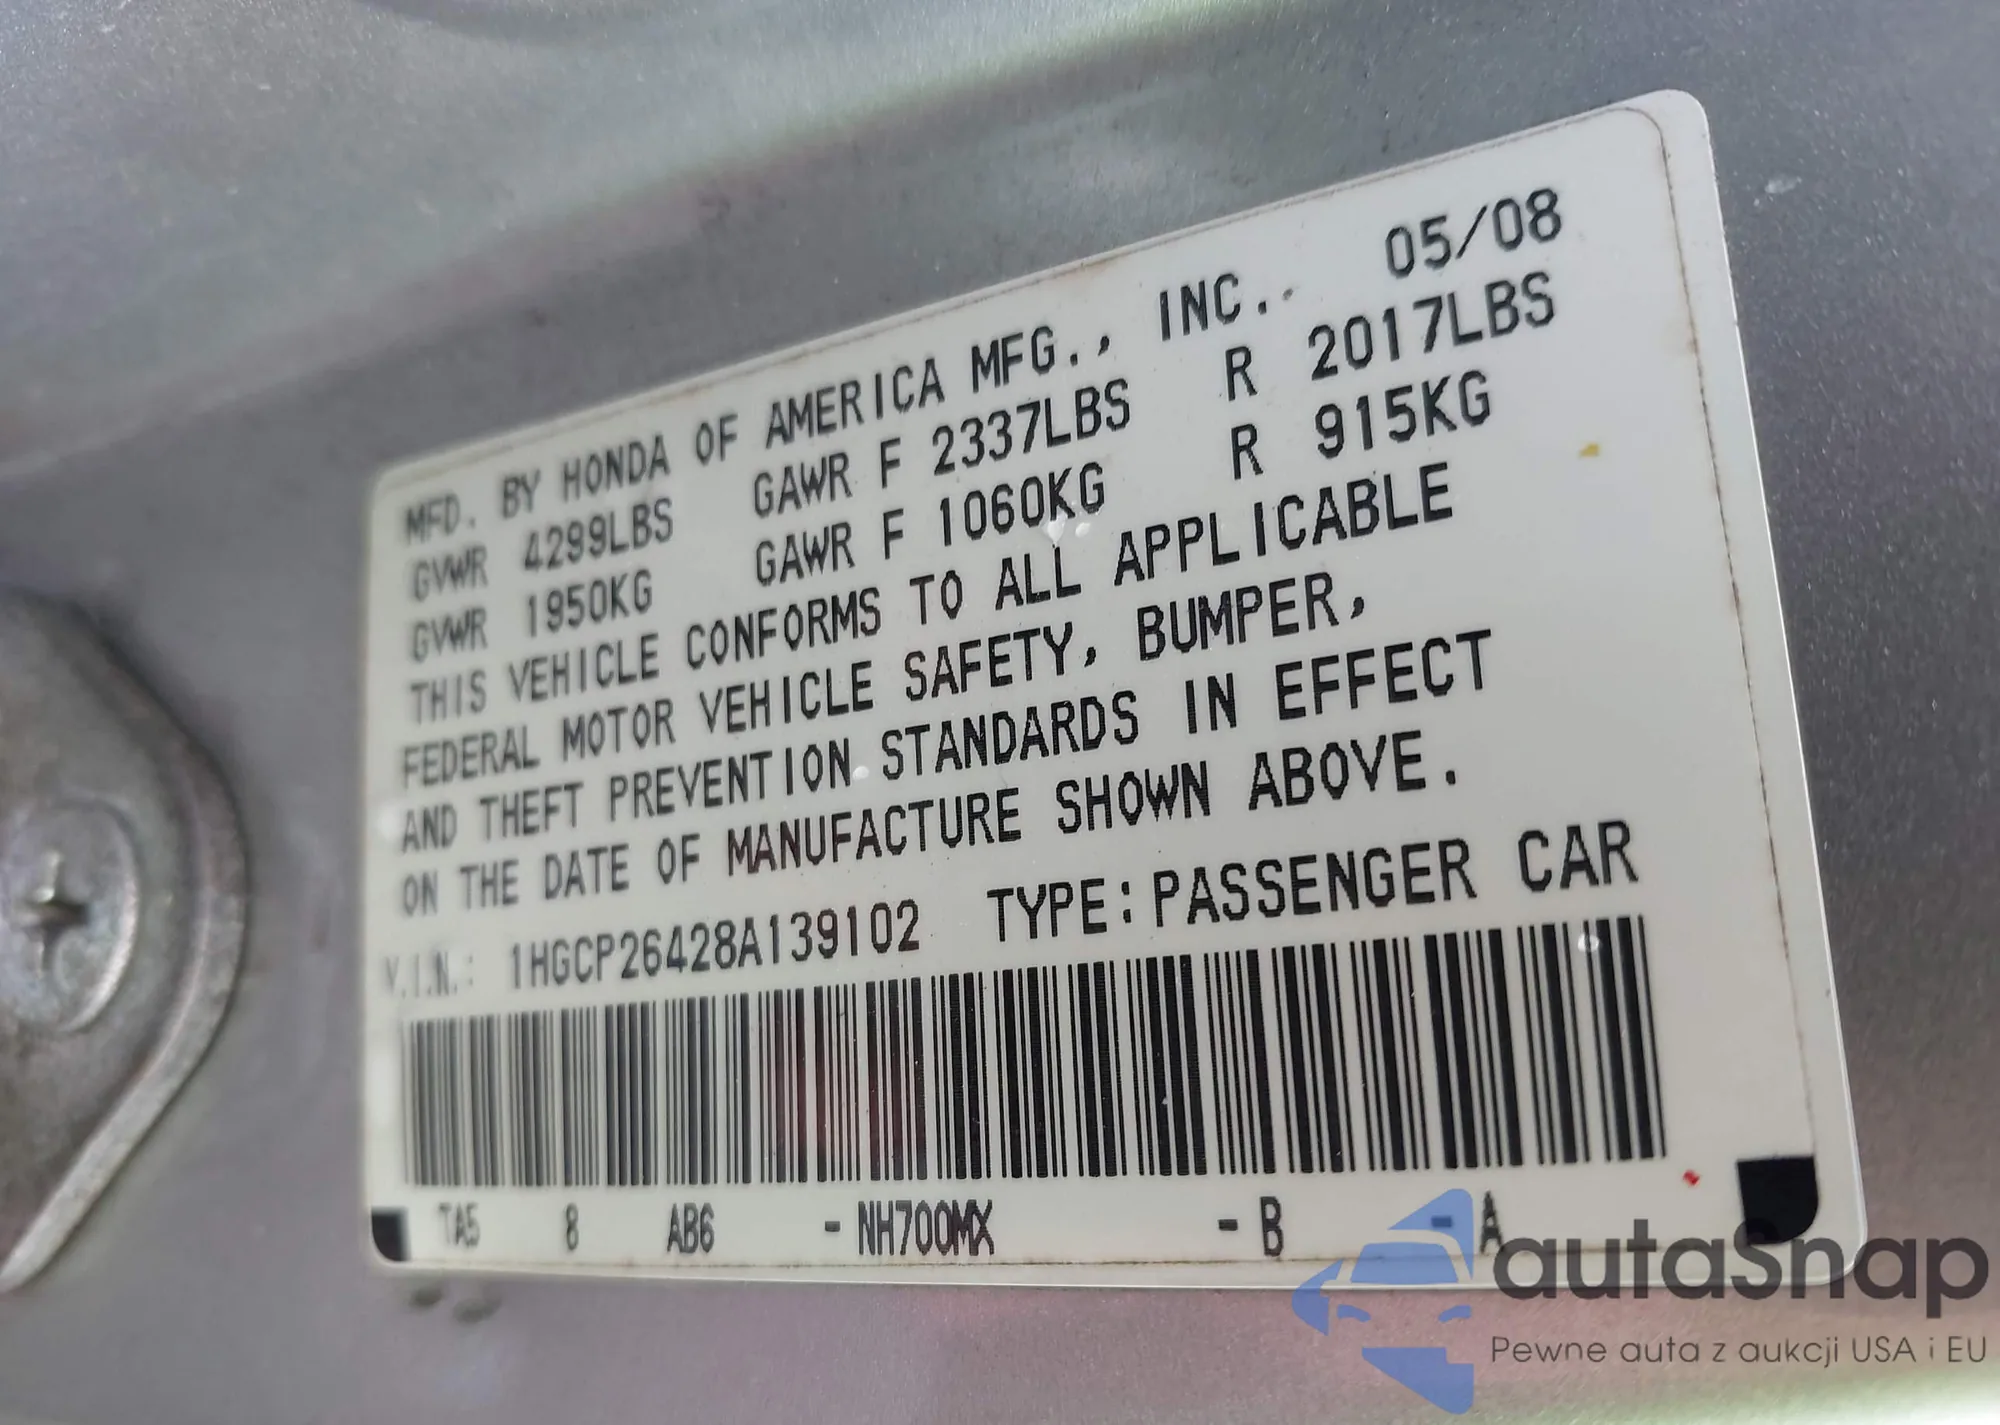 MFD. BY HONDA OF AMERICA MFG., INC. 05/08
GVWR 4299LBS GAWR F 2337LBS R 2017LBS
GVWR 1950KG GAWR F 1060KG R 915KG
THIS VEHICLE CONFORMS TO ALL APPLICABLE
FEDERAL MOTOR VEHICLE SAFETY, BUMPER,
AND THEFT PREVENTION STANDARDS IN EFFECT
ON THE DATE OF MANUFACTURE SHOWN ABOVE.
V.I.N.: 1HGCP26428A139102 TYPE:PASSENGER CAR
TA5 8 AB6 - NH700MX - B - A
autaSnap
Pewne auta z aukcji USA i EU